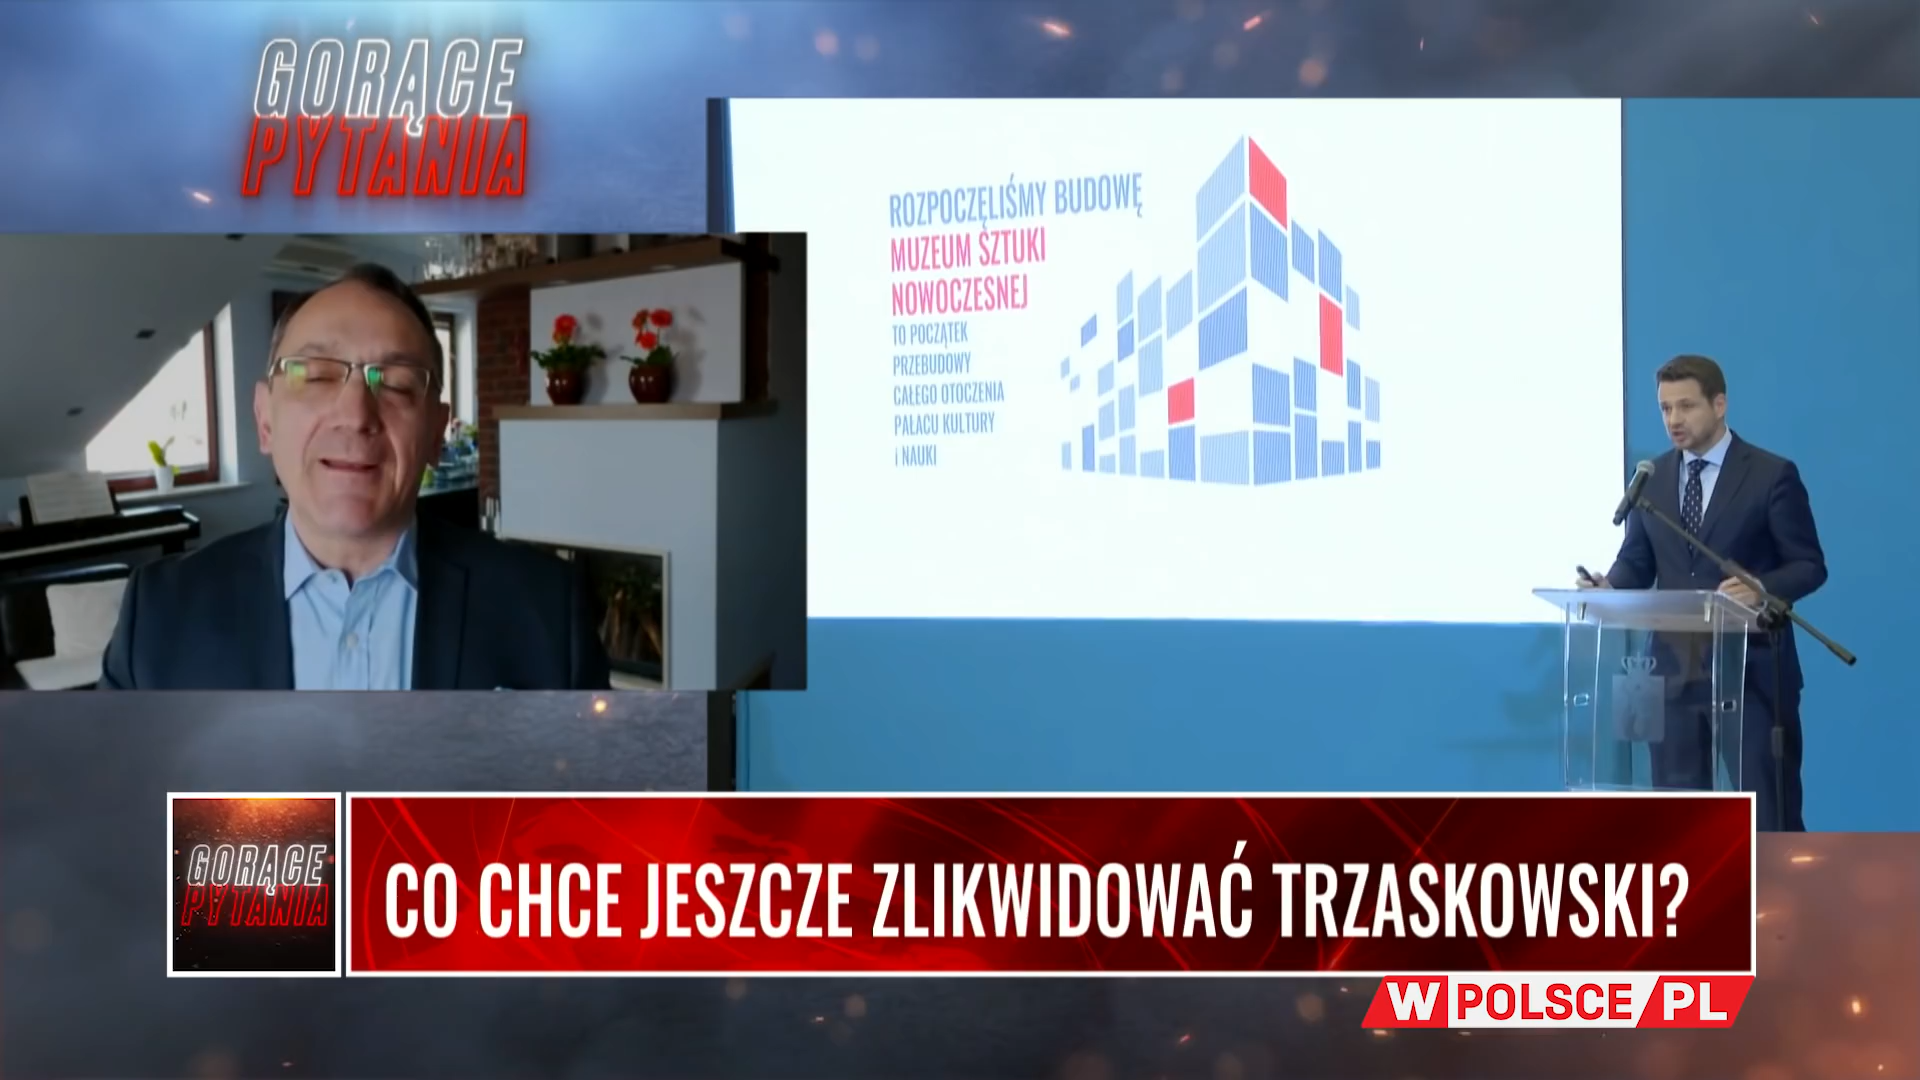 GORĄCE
PYTANIA
ROZPOCZĘLIŚMY BUDOWĘ
MUZEUM SZTUKI
NOWOCZESNEJ
TO POCZĄTEK
PRZEBUDOWY
CAŁEGO OTOCZENIA
PAŁACU KULTURY
i NAUKI
GORĄCE
PYTANIA
CO CHCE JESZCZE ZLIKWIDOWAĆ TRZASKOWSKI?
W POLSCE/PL